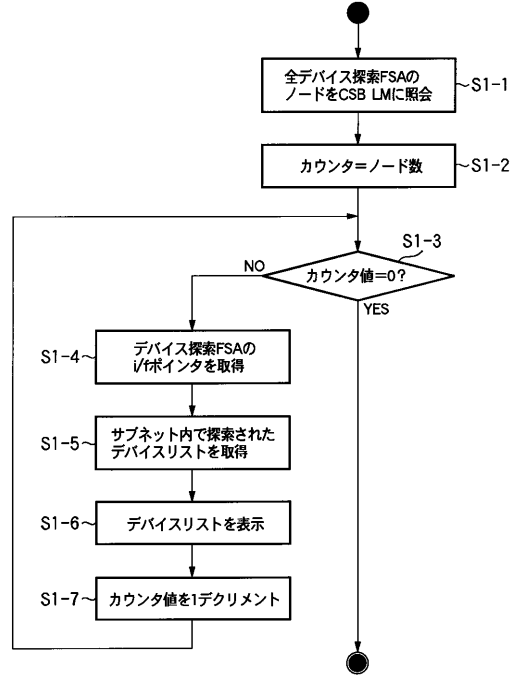 全デバイス探索FSAの
ノードをCSB LMに照会
S1-1
カウンタ=ノード数
S1-2
S1-3
カウンタ値=0?
NO
YES
S1-4
デバイス探索FSAの
i/fポインタを取得
S1-5
サブネット内で探索された
デバイスリストを取得
S1-6
デバイスリストを表示
S1-7
カウンタ値を1デクリメント